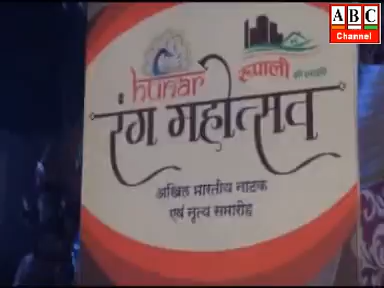 ABC
Channel
hunar
रूपाली
रंग महोत्सव
अखिल भारतीय नाटक
एवं नृत्य समारोह